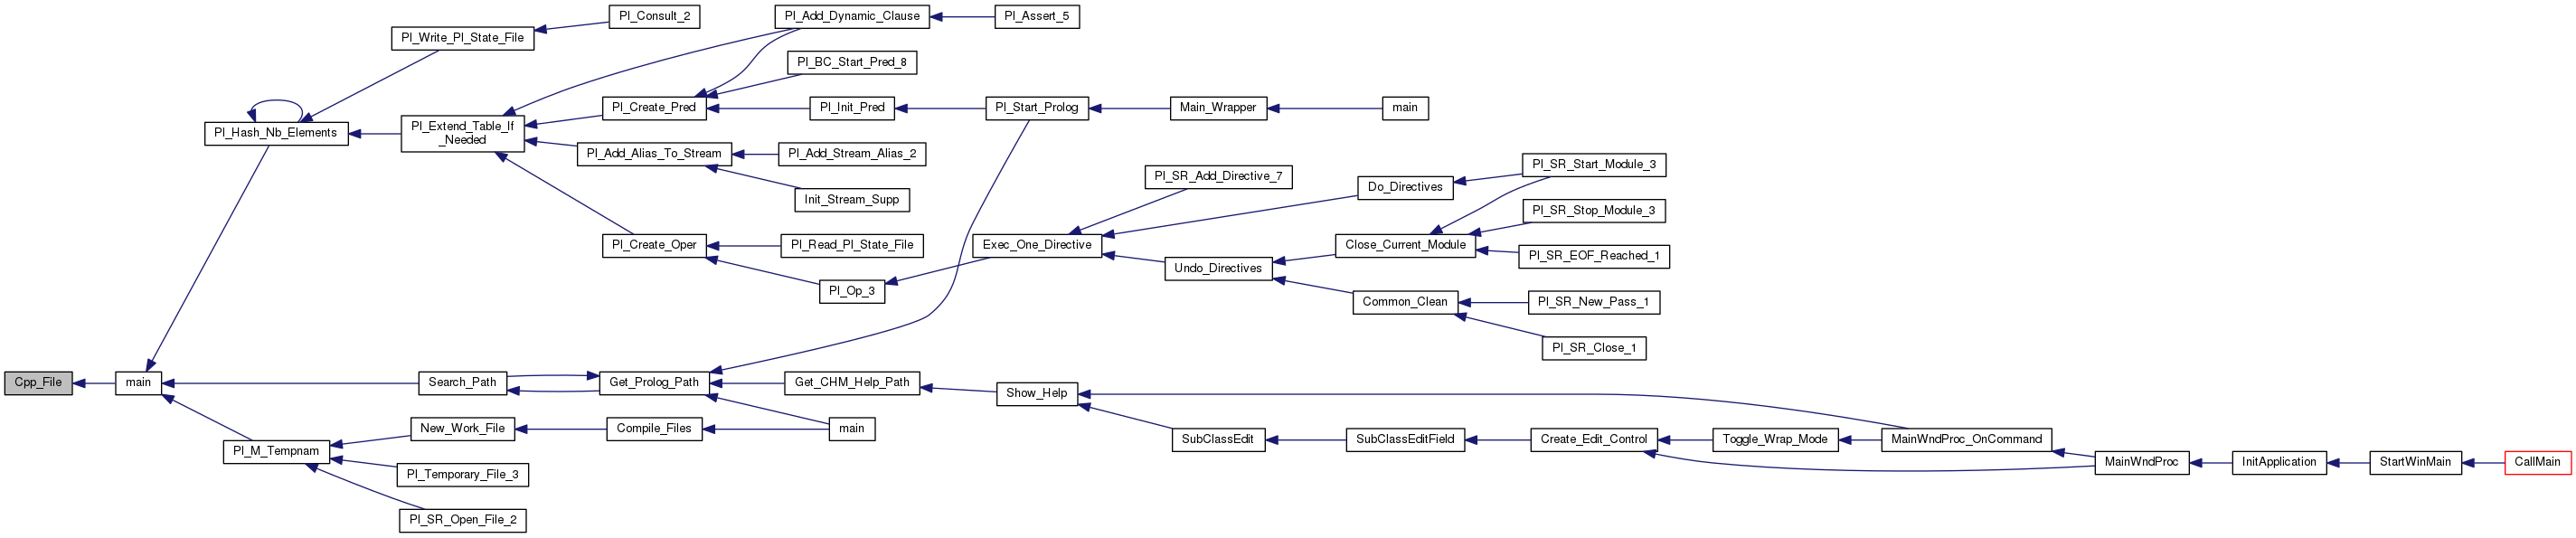 Pl_Consult_2
Pl_Add_Dynamic_Clause
Pl_Assert_5
Pl_Write_Pl_State_File
Pl_BC_Start_Pred_8
Pl_Create_Pred
Pl_Init_Pred
Pl_Start_Prolog
Main_Wrapper
main
Pl_Hash_Nb_Elements
Pl_Extend_Table_If
_Needed
Pl_Add_Alias_To_Stream
Pl_Add_Stream_Alias_2
Pl_SR_Start_Module_3
Pl_SR_Add_Directive_7
Do_Directives
Init_Stream_Supp
Pl_SR_Stop_Module_3
Pl_Create_Oper
Pl_Read_Pl_State_File
Exec_One_Directive
Close_Current_Module
Pl_SR_EOF_Reached_1
Undo_Directives
Pl_Op_3
Common_Clean
Pl_SR_New_Pass_1
Pl_SR_Close_1
Cpp_File
main
Search_Path
Get_Prolog_Path
Get_CHM_Help_Path
Show_Help
New_Work_File
Compile_Files
main
SubClassEdit
SubClassEditField
Create_Edit_Control
Toggle_Wrap_Mode
MainWndProc_OnCommand
Pl_M_Tempnam
MainWndProc
InitApplication
StartWinMain
CallMain
Pl_Temporary_File_3
Pl_SR_Open_File_2